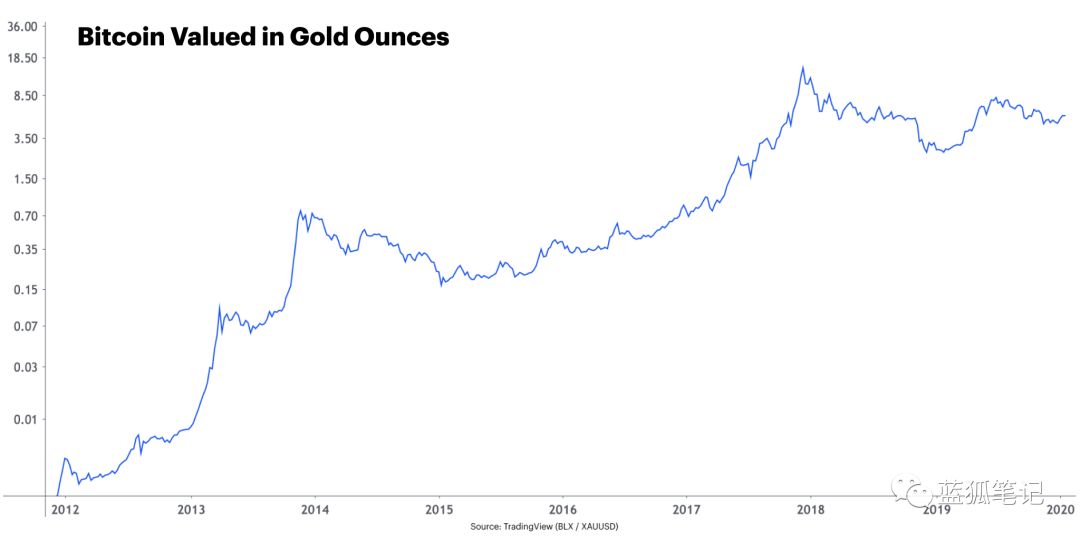 Bitcoin Valued in Gold Ounces
36.00
18.50
8.50
3.50
1.50
0.70
0.35
0.15
0.07
0.03
0.01
2012 2013 2014 2015 2016 2017 2018 2019 2020
蓝狐笔记
Source: TradingView (BLX / XAUUSD)